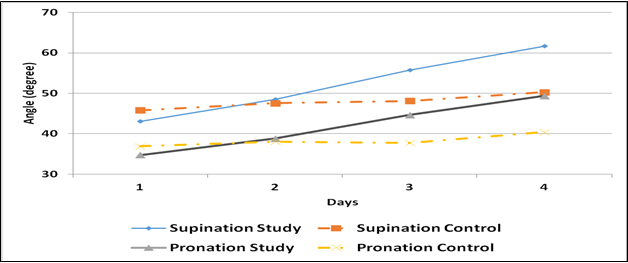 70
60
50
40
30
Angle (degree)
1 2 3 4
Days
Supination Study Supination Control
Pronation Study Pronation Control